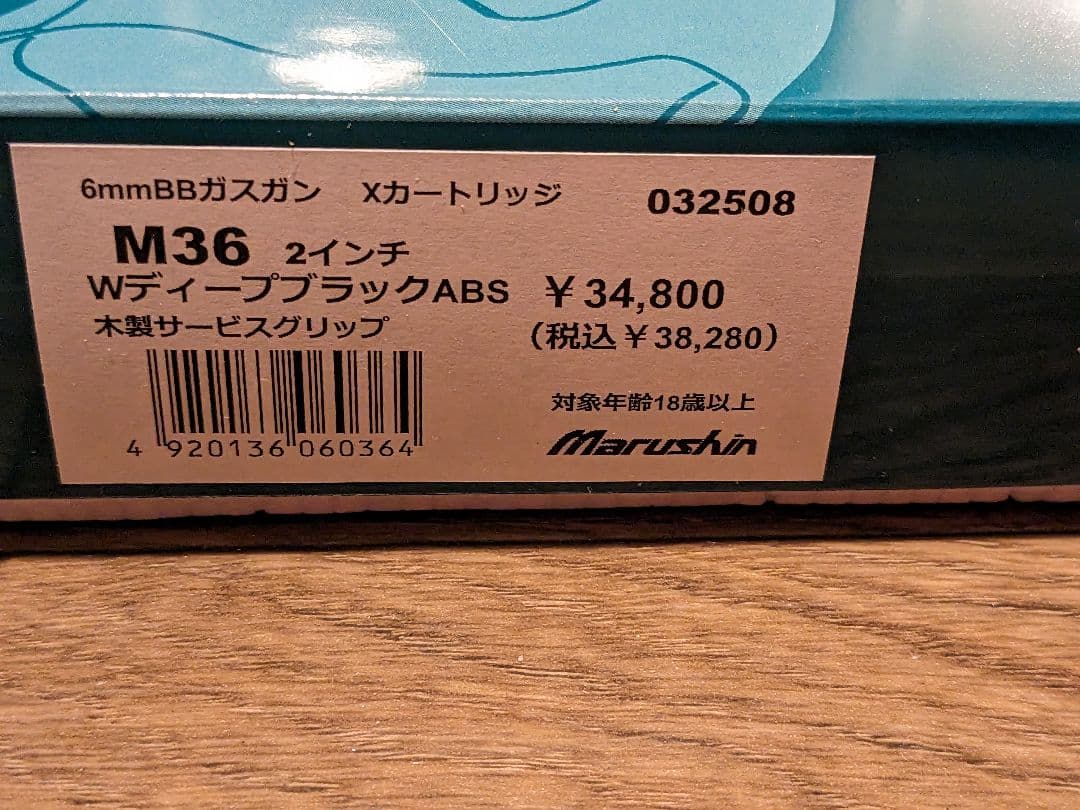 6mmBBガスガン Xカートリッジ 032508
M36 2インチ
WディープブラックABS ￥34,800
木製サービスグリップ (税込￥38,280)
対象年齢18歳以上
4 920136 060364
Marushin